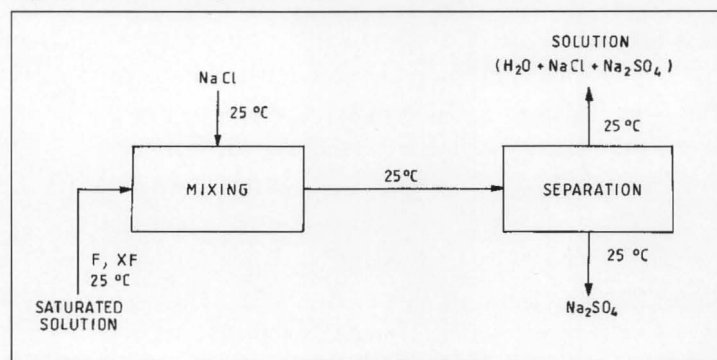 SOLUTION
(H₂O + NaCl + Na₂SO₄)
NaCl
25 °C
25 °C
MIXING
25°C
SEPARATION
F, XF
25 °C
25 °C
SATURATED
SOLUTION
Na₂SO₄